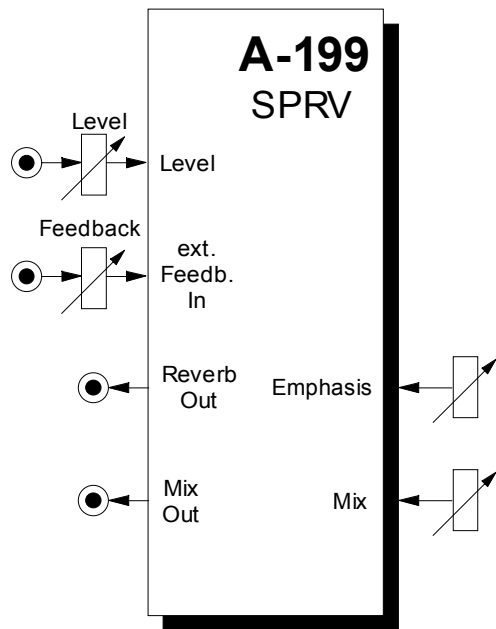 A-199
SPRV
Level
Level
Feedback
ext.
Feedb.
In
Reverb
Out
Emphasis
Mix
Out
Mix